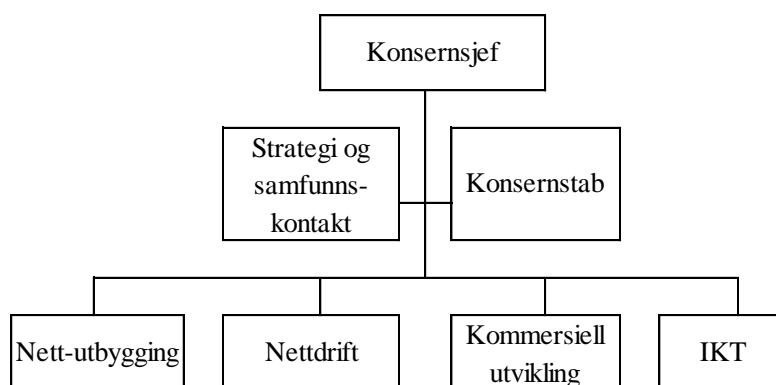 Konsernsjef
Strategi og
samfunns-
kontakt
Konsernstab
Nett-utbygging
Nettdrift
Kommersiell
utvikling
IKT